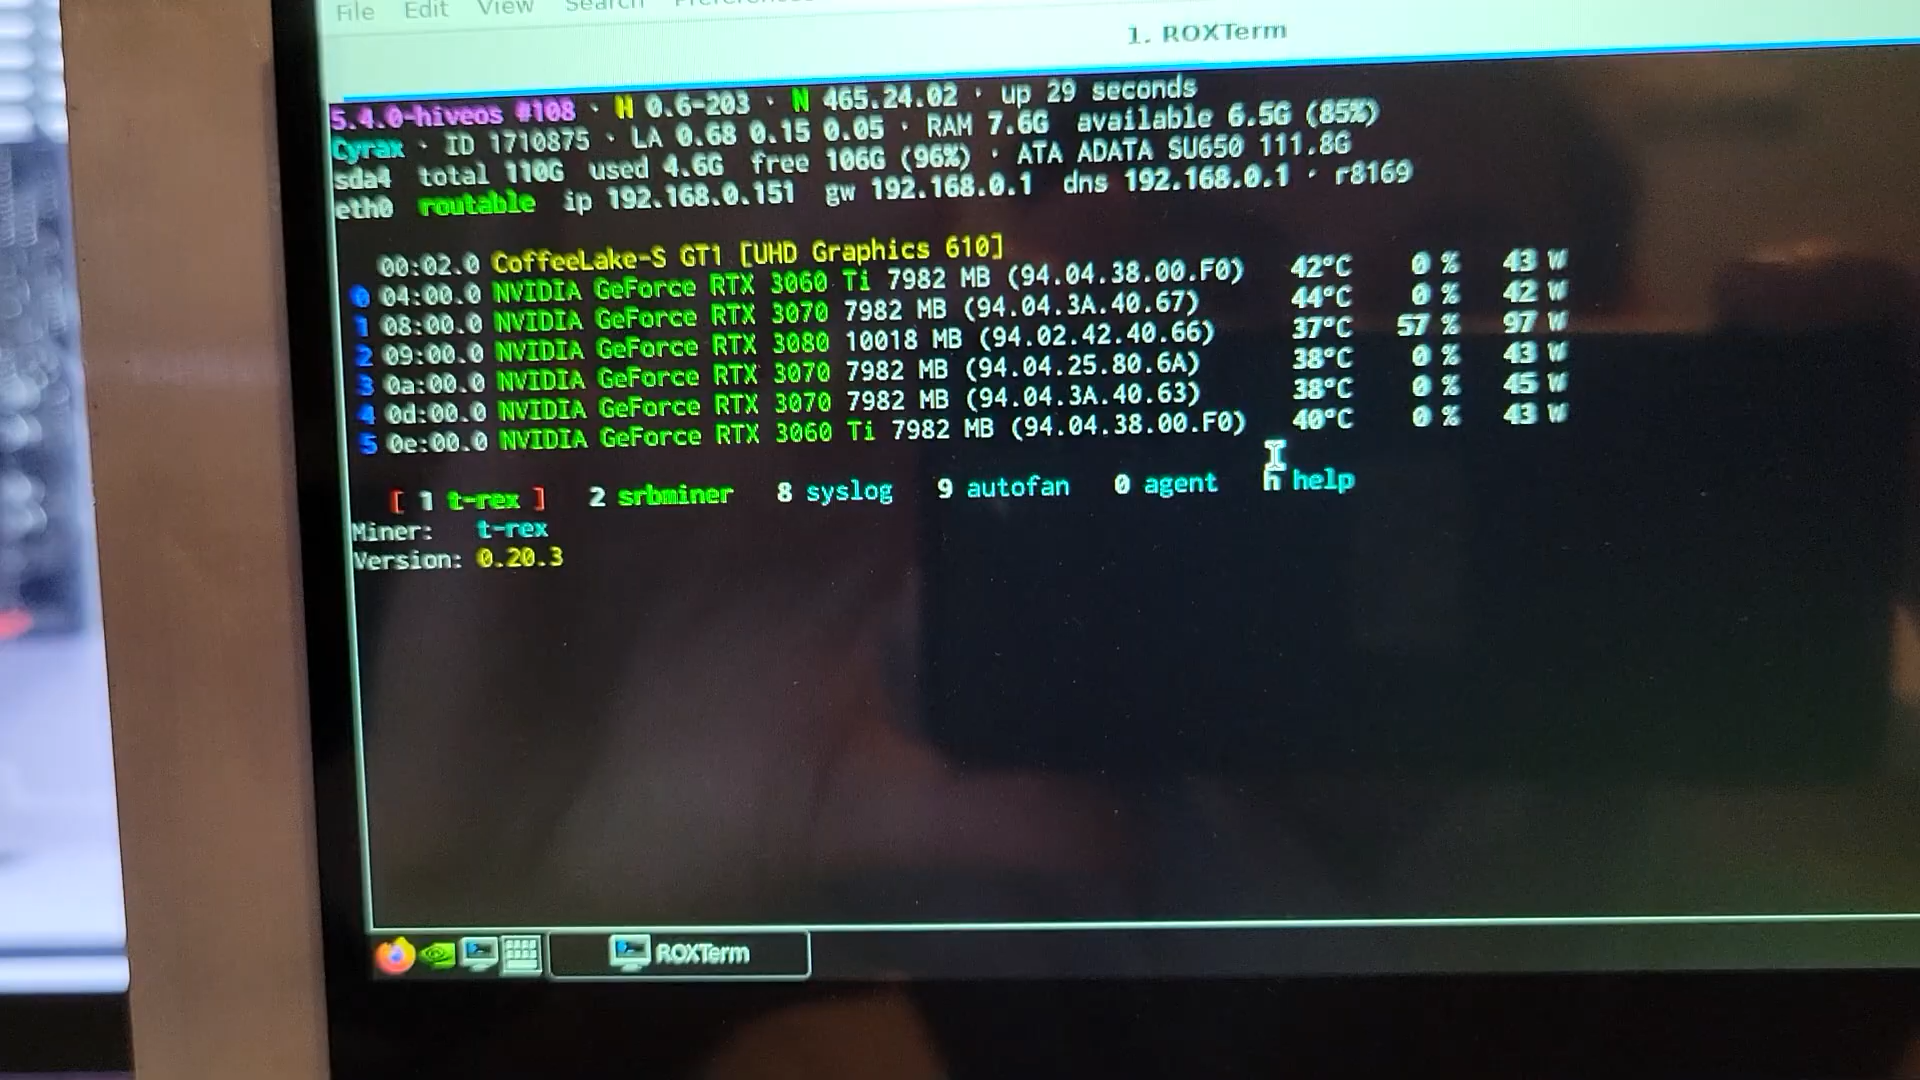 File Edit View Search Preferences
1. ROXTerm
5.4.0-hiveos #108 · H 0.6-203 · N 465.24.02 · up 29 seconds
Cyrax · ID 1710875 · LA 0.68 0.15 0.05 · RAM 7.6G available 6.5G (85%)
sda4 total 110G used 4.6G free 106G (96%) · ATA ADATA SU650 111.8G
eth0 routable ip 192.168.0.151 gw 192.168.0.1 dns 192.168.0.1 · r8169
00:02.0 CoffeeLake-S GT1 [UHD Graphics 610]
0 04:00.0 NVIDIA GeForce RTX 3060 Ti 7982 MB (94.04.38.00.F0) 42°C 0 % 43 W
1 08:00.0 NVIDIA GeForce RTX 3070 7982 MB (94.04.3A.40.67) 44°C 0 % 42 W
2 09:00.0 NVIDIA GeForce RTX 3080 10018 MB (94.02.42.40.66) 37°C 57 % 97 W
3 0a:00.0 NVIDIA GeForce RTX 3070 7982 MB (94.04.25.80.6A) 38°C 0 % 43 W
4 0d:00.0 NVIDIA GeForce RTX 3070 7982 MB (94.04.3A.40.63) 38°C 0 % 45 W
5 0e:00.0 NVIDIA GeForce RTX 3060 Ti 7982 MB (94.04.38.00.F0) 40°C 0 % 43 W
[ 1 t-rex ] 2 srbminer 8 syslog 9 autofan 0 agent h help
Miner: t-rex
Version: 0.20.3
ROXTerm